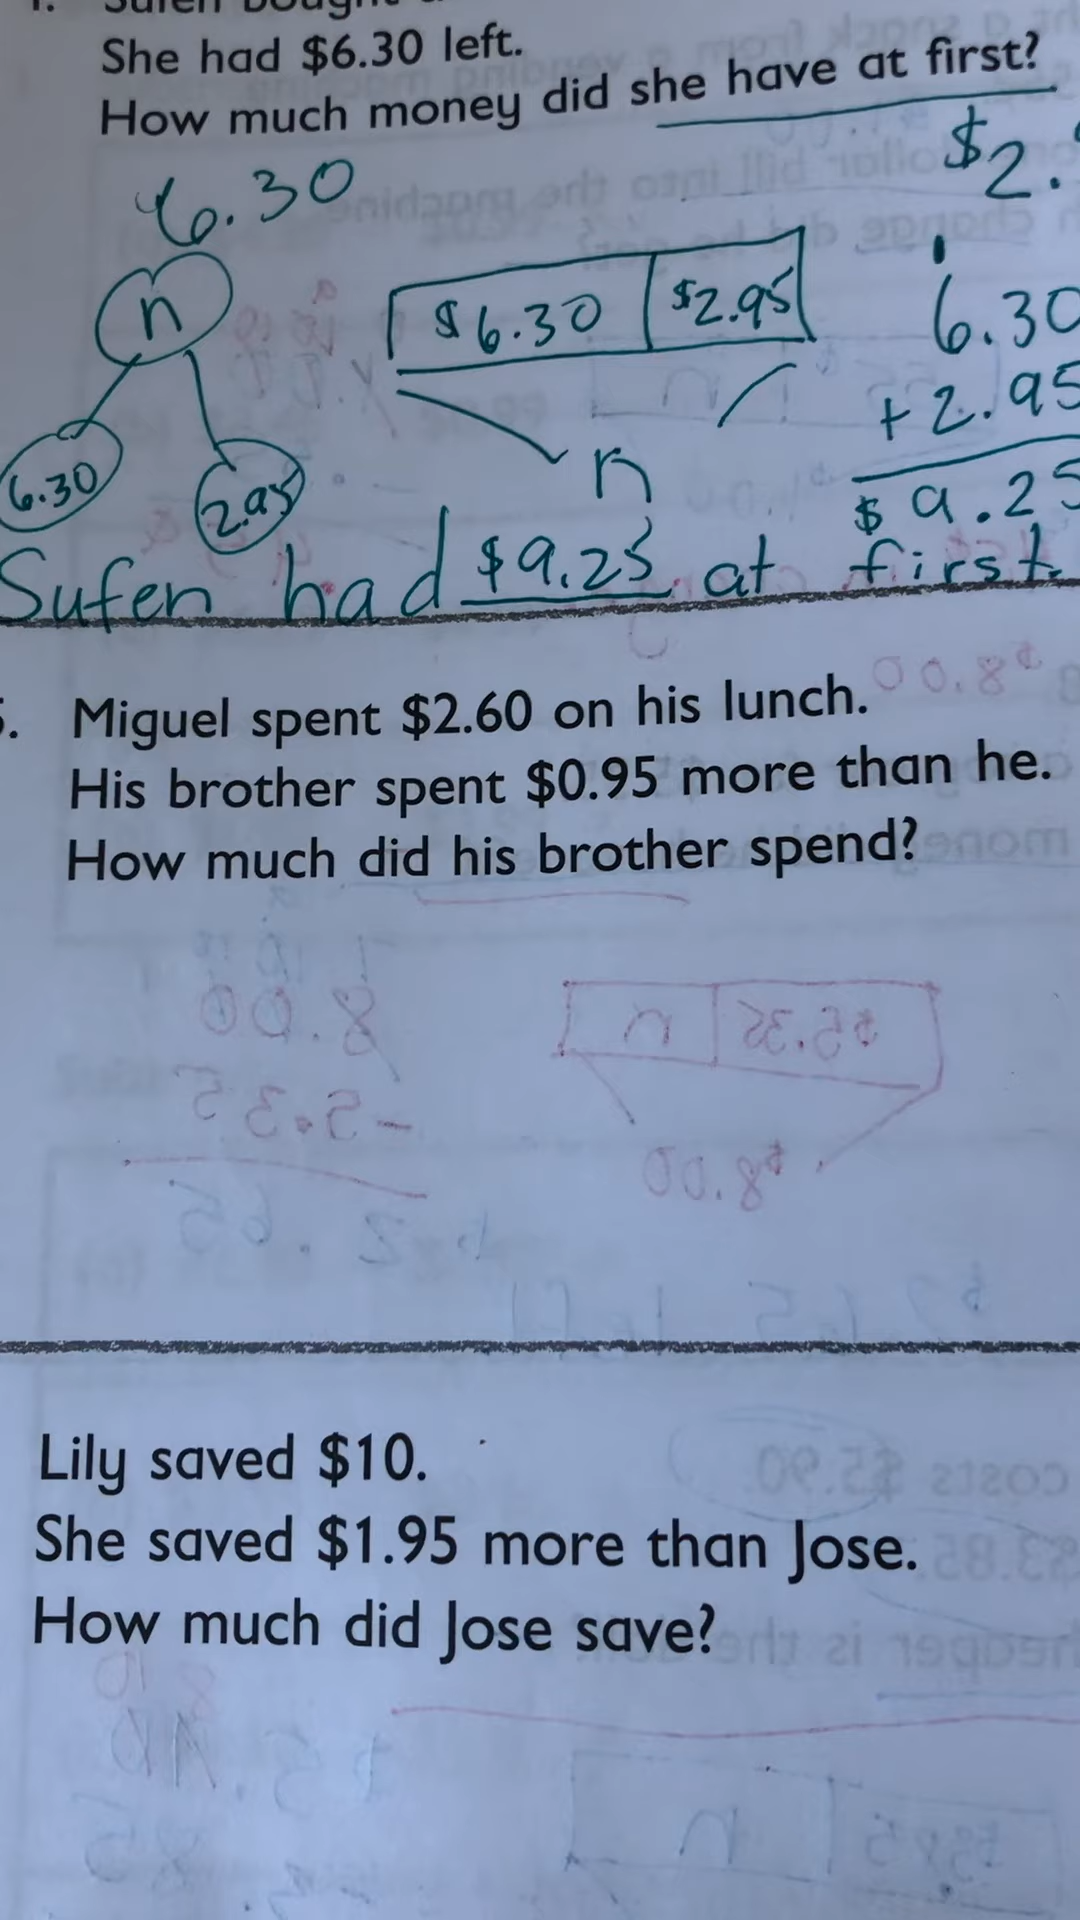 She had $6.30 left.
How much money did she have at first?
6.30
$2.
n
$6.30 $2.95
6.30
+2.95
6.30
2.95
n
$9.25
Sufen had $9.25 at first.
5. Miguel spent $2.60 on his lunch.
His brother spent $0.95 more than he.
How much did his brother spend?
Lily saved $10.
She saved $1.95 more than Jose.
How much did Jose save?